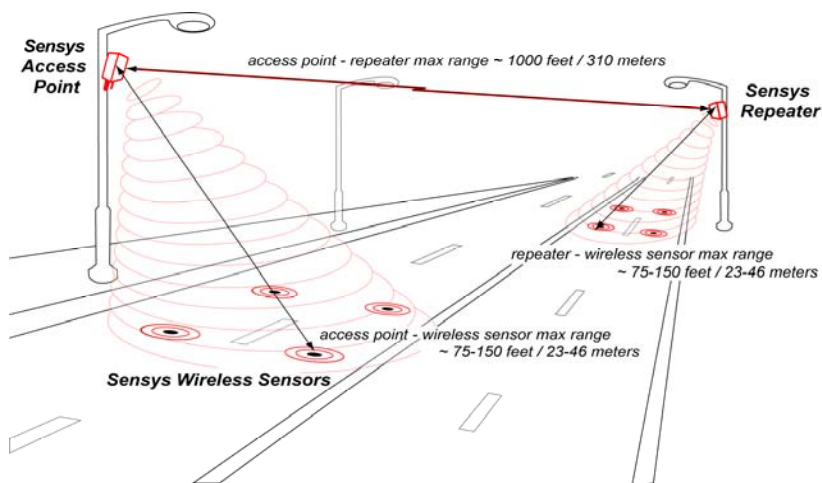 Sensys
Access
Point
access point - repeater max range ~ 1000 feet / 310 meters
Sensys
Repeater
repeater - wireless sensor max range
~ 75-150 feet / 23-46 meters
access point - wireless sensor max range
~ 75-150 feet / 23-46 meters
Sensys Wireless Sensors